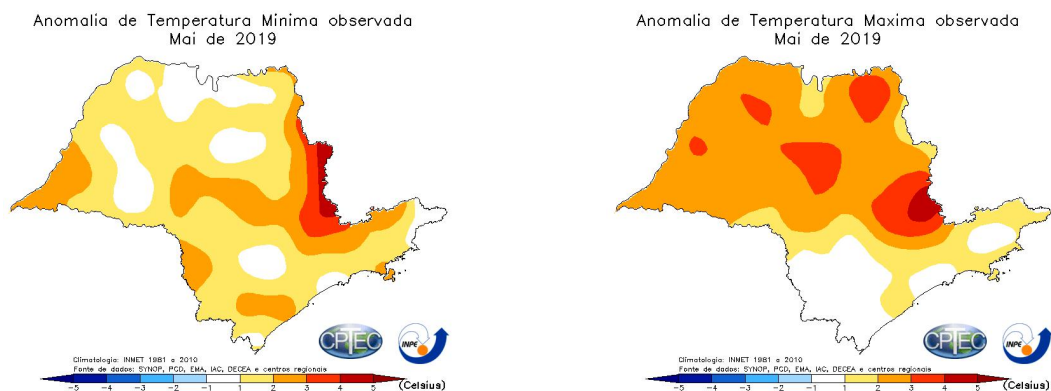 Anomalia de Temperatura Minima observada
Mai de 2019
CPTEC
INPE
Climatologia: INMET 1981 a 2010
Fonte de dados: SYNOP, PCD, EMA, IAC, DECEA e centros regionais
-5 -4 -3 -2 -1 1 2 3 4 5 (Celsius)
Anomalia de Temperatura Maxima observada
Mai de 2019
CPTEC
INPE
Climatologia: INMET 1981 a 2010
Fonte de dados: SYNOP, PCD, EMA, IAC, DECEA e centros regionais
-5 -4 -3 -2 -1 1 2 3 4 5 (Celsius)